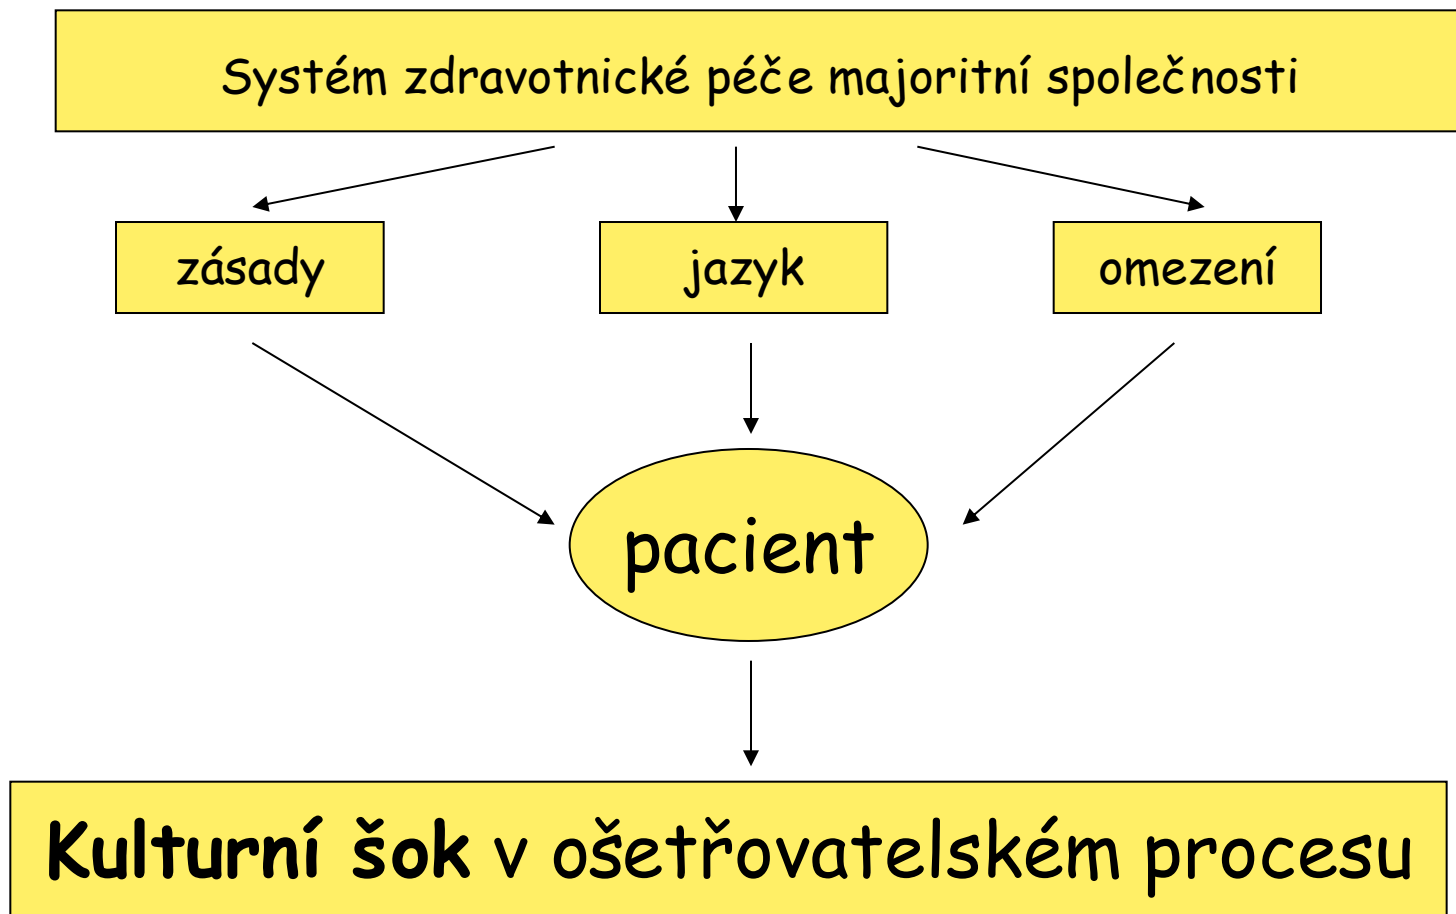 Systém zdravotnické péče majoritní společnosti
zásady
jazyk
omezení
pacient
Kulturní šok v ošetřovatelském procesu